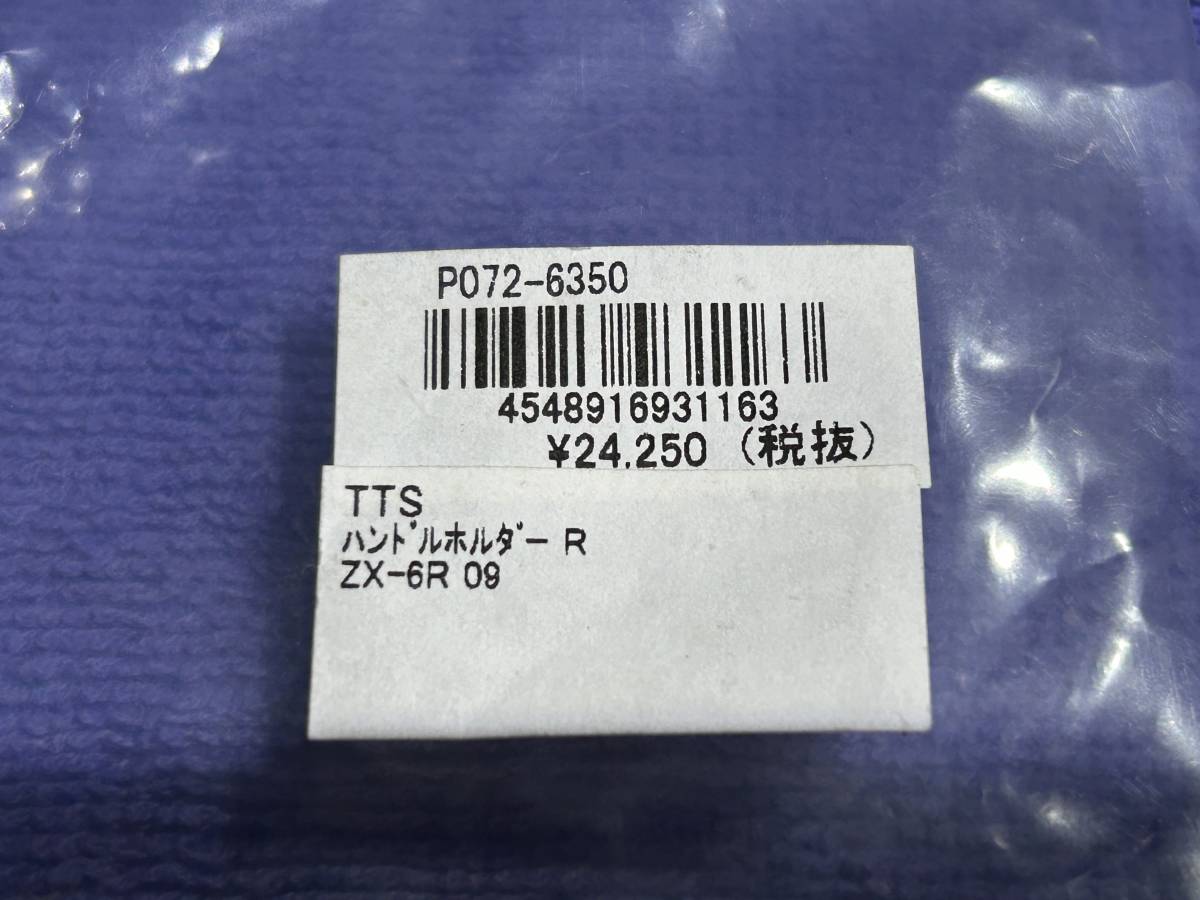 P072-6350
4548916931163
¥24,250 (税抜)
TTS
ﾊﾝﾄﾞﾙﾎﾙﾀﾞｰ R
ZX-6R 09